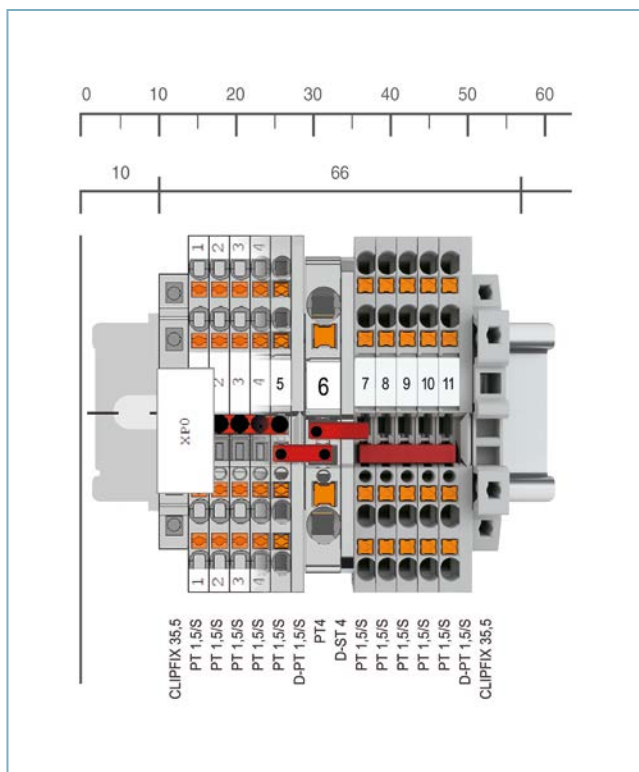 0 10 20 30 40 50 60
10 66
1 2 3 4
2 3 4 5 6 7 8 9 10 11
XP0
1 2 3 4
CLIPFIX 35,5
PT 1,5/S
PT 1,5/S
PT 1,5/S
PT 1,5/S
PT 1,5/S
D-PT 1,5/S
PT4
D-ST 4
PT 1,5/S
PT 1,5/S
PT 1,5/S
PT 1,5/S
PT 1,5/S
D-PT 1,5/S
CLIPFIX 35,5